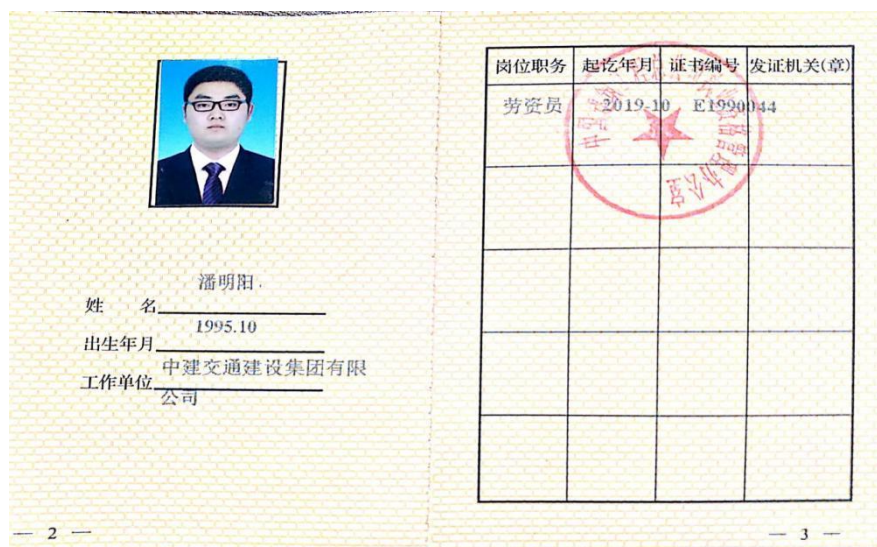 潘明阳
姓 名
1995.10
出生年月
中建交通建设集团有限
工作单位
公司
— 2 —
岗位职务 起讫年月 证书编号 发证机关(章)
劳资员 2019-10 E1990044
— 3 —